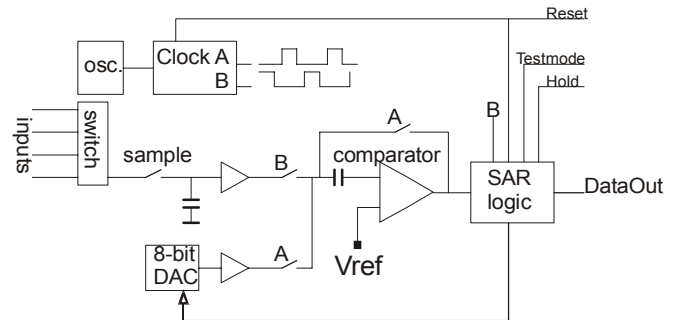 Reset
osc.
Clock A
B
Testmode
Hold
B
inputs
switch
sample
B
A
comparator
SAR
logic
DataOut
8-bit
DAC
A
Vref